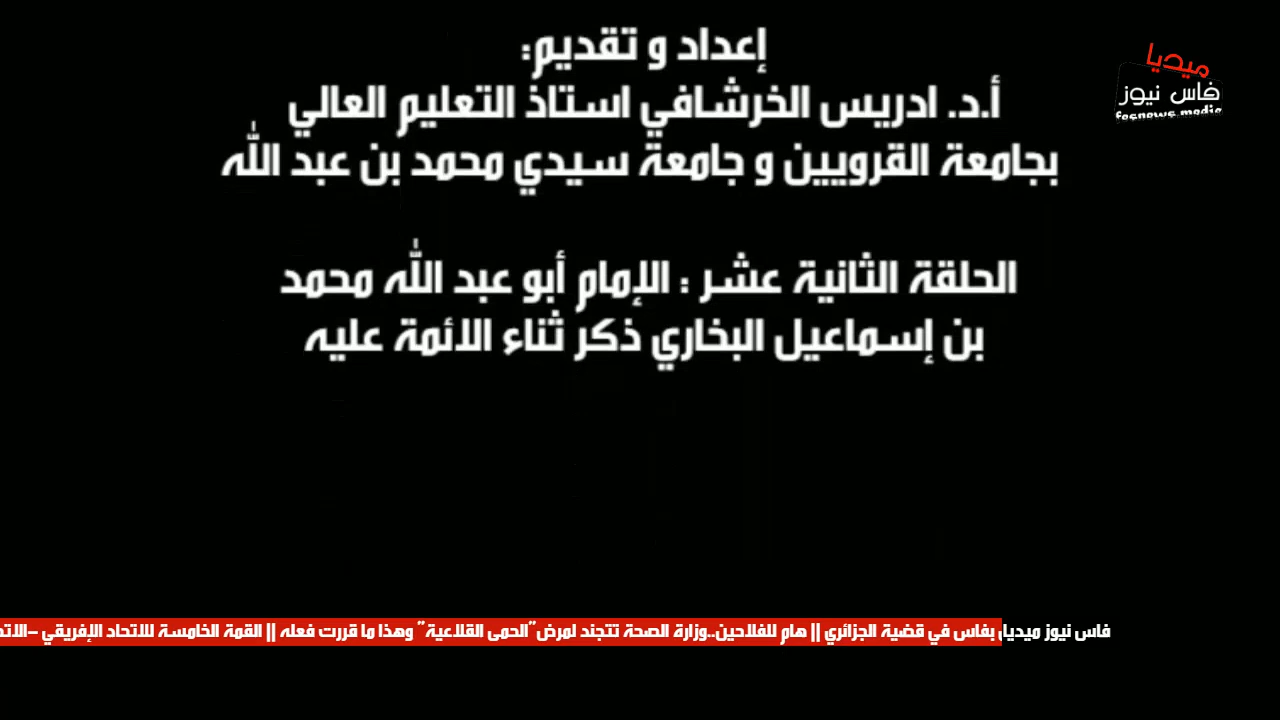 إعداد و تقديم:
أ.د. ادريس الخرشافي استاذ التعليم العالي
بجامعة القرويين و جامعة سيدي محمد بن عبد الله
الحلقة الثانية عشر : الإمام أبو عبد الله محمد
بن إسماعيل البخاري ذكر ثناء الائمة عليه
ميديا
فاس نيوز
fesnews media
فاس نيوز ميديا
بفاس في قضية الجزائري || هام للفلاحين..وزارة الصحة تتجند لمرض"الحمى القلاعية" وهذا ما قررت فعله || القمة الخامسة للاتحاد الإفريقي –